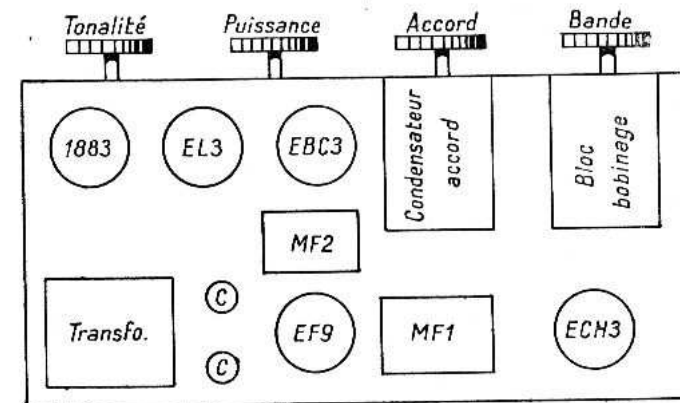 Tonalité
Puissance
Accord
Bande
1883
EL3
EBC3
Condensateur
accord
Bloc
bobinage
MF2
Transfo.
C
C
EF9
MF1
ECH3